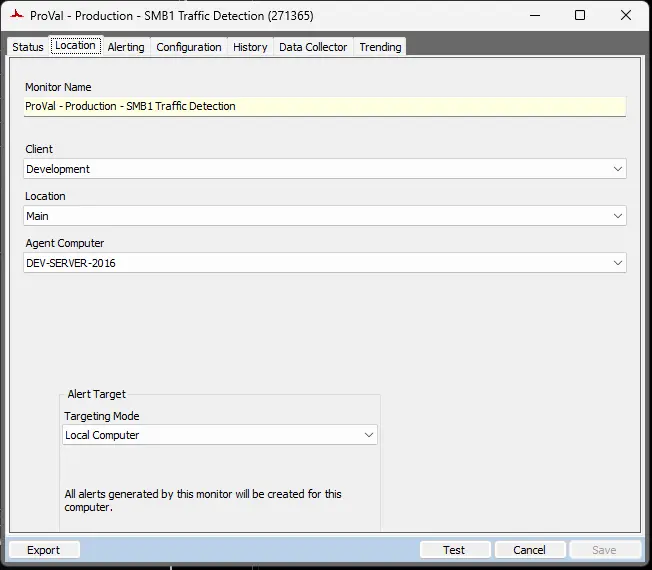 ProVal - Production - SMB1 Traffic Detection (271365)
Status Location Alerting Configuration History Data Collector Trending
Monitor Name
ProVal - Production - SMB1 Traffic Detection
Client
Development
Location
Main
Agent Computer
DEV-SERVER-2016
Alert Target
Targeting Mode
Local Computer
All alerts generated by this monitor will be created for this
computer.
Export Test Cancel Save